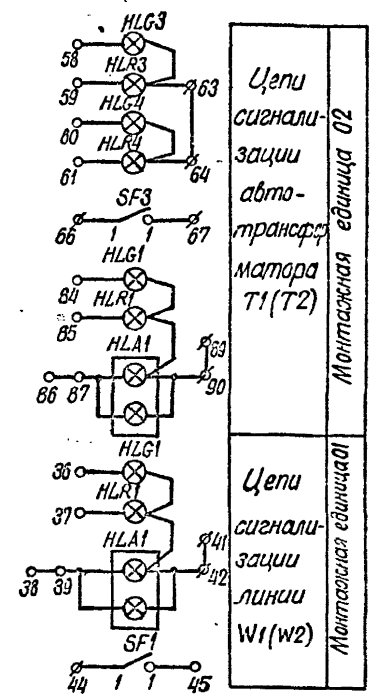 HLG3
58
HLR3
59
63
HLG4
60
HLR4
61
64
SF3
66 1 1 67
HLG1
84
HLR1
85
HLA1
89
86 87
90
HLG1
36
HLR1
37
HLA1
41
38 39
42
SF1
44 1 1 45
Цепи
сигнали-
зации
авто-
трансфор
матора
T1(T2)
Монтажная единица 02
Цепи
сигнали-
зации
линии
W1(W2)
Монтажная единица 01